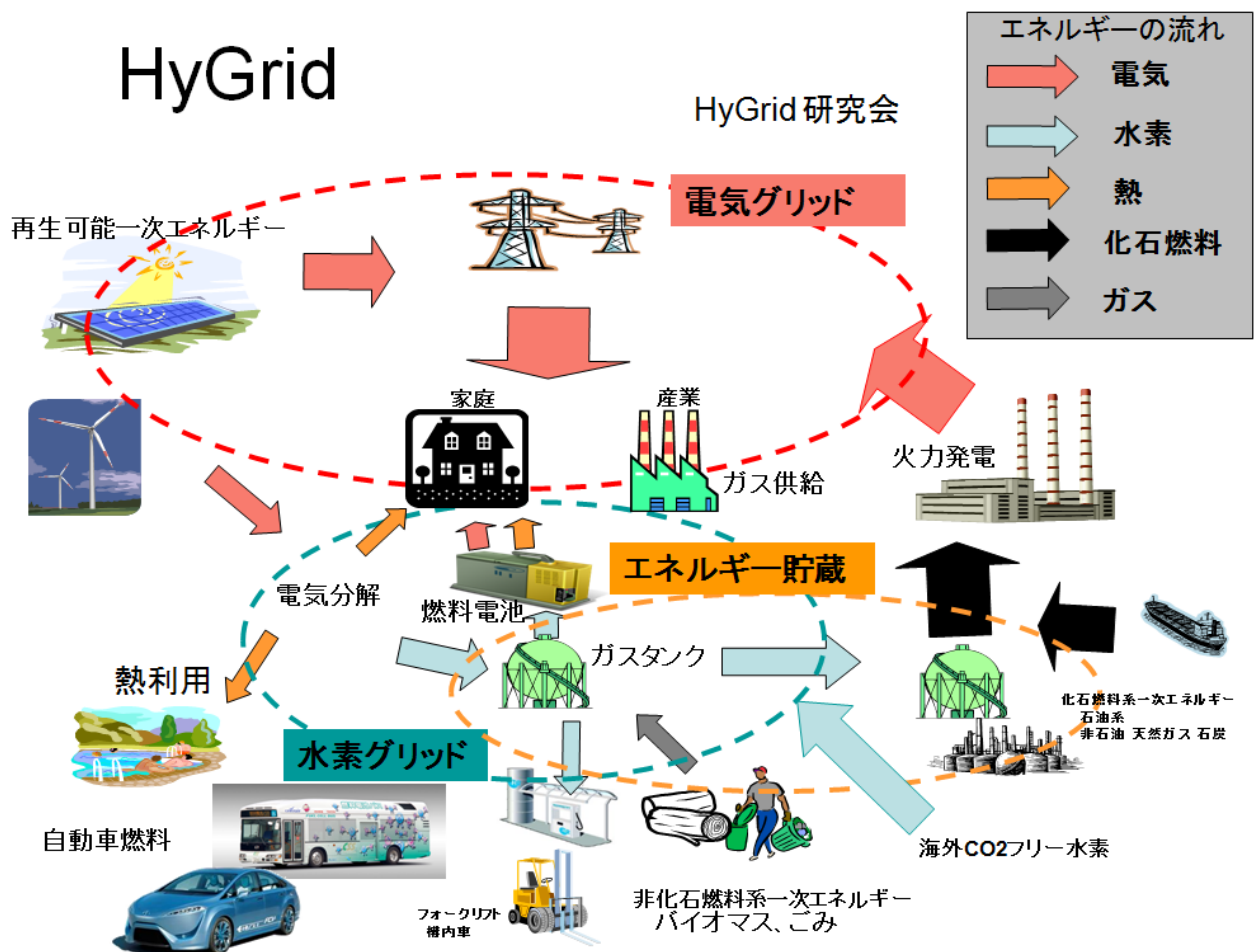 HyGrid
HyGrid 研究会
エネルギーの流れ
電気
水素
熱
化石燃料
ガス
電気グリッド
再生可能一次エネルギー
家庭
産業
ガス供給
火力発電
エネルギー貯蔵
電気分解
燃料電池
ガスタンク
熱利用
化石燃料系一次エネルギー
石油系
非石油 天然ガス 石炭
水素グリッド
自動車燃料
海外CO2フリー水素
フォークリフト
構内車
非化石燃料系一次エネルギー
バイオマス、ごみ